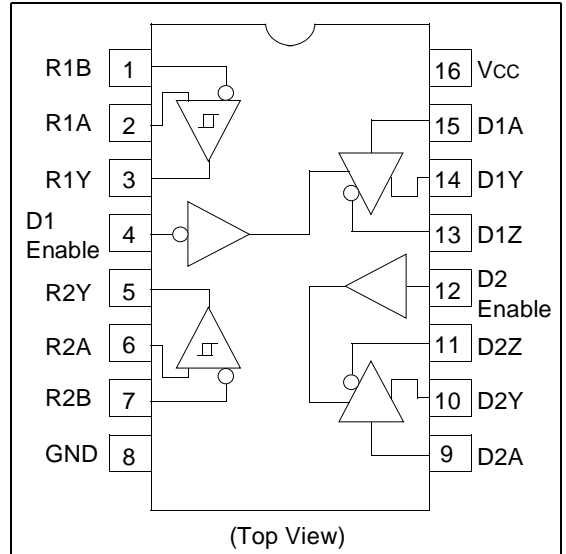 R1B 1 16 VCC
R1A 2 15 D1A
R1Y 3 14 D1Y
D1
Enable 4 13 D1Z
R2Y 5 12 D2
Enable
R2A 6 11 D2Z
R2B 7 10 D2Y
GND 8 9 D2A
(Top View)